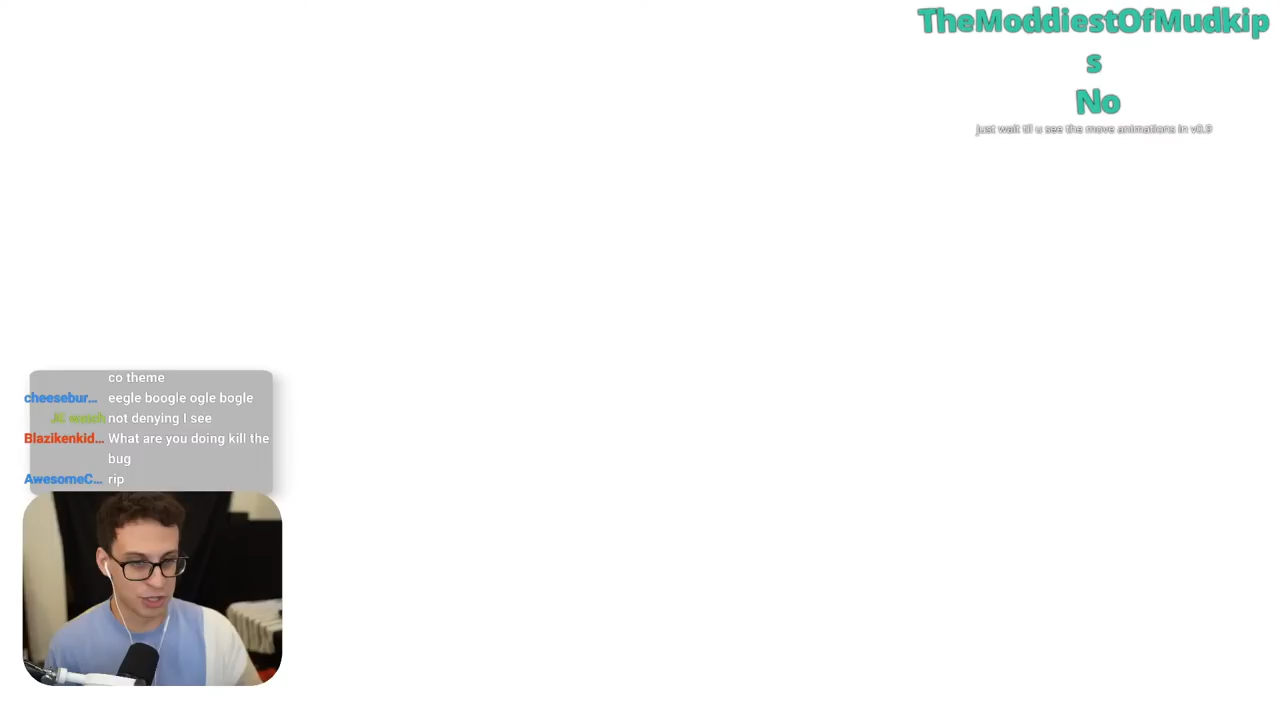 TheModdiestOfMudkip
s
No
just wait til u see the move animations in v0.9
co theme
cheesebur... eegle boogle ogle bogle
not denying I see
Blazikenkid... What are you doing kill the
bug
AwesomeC... rip